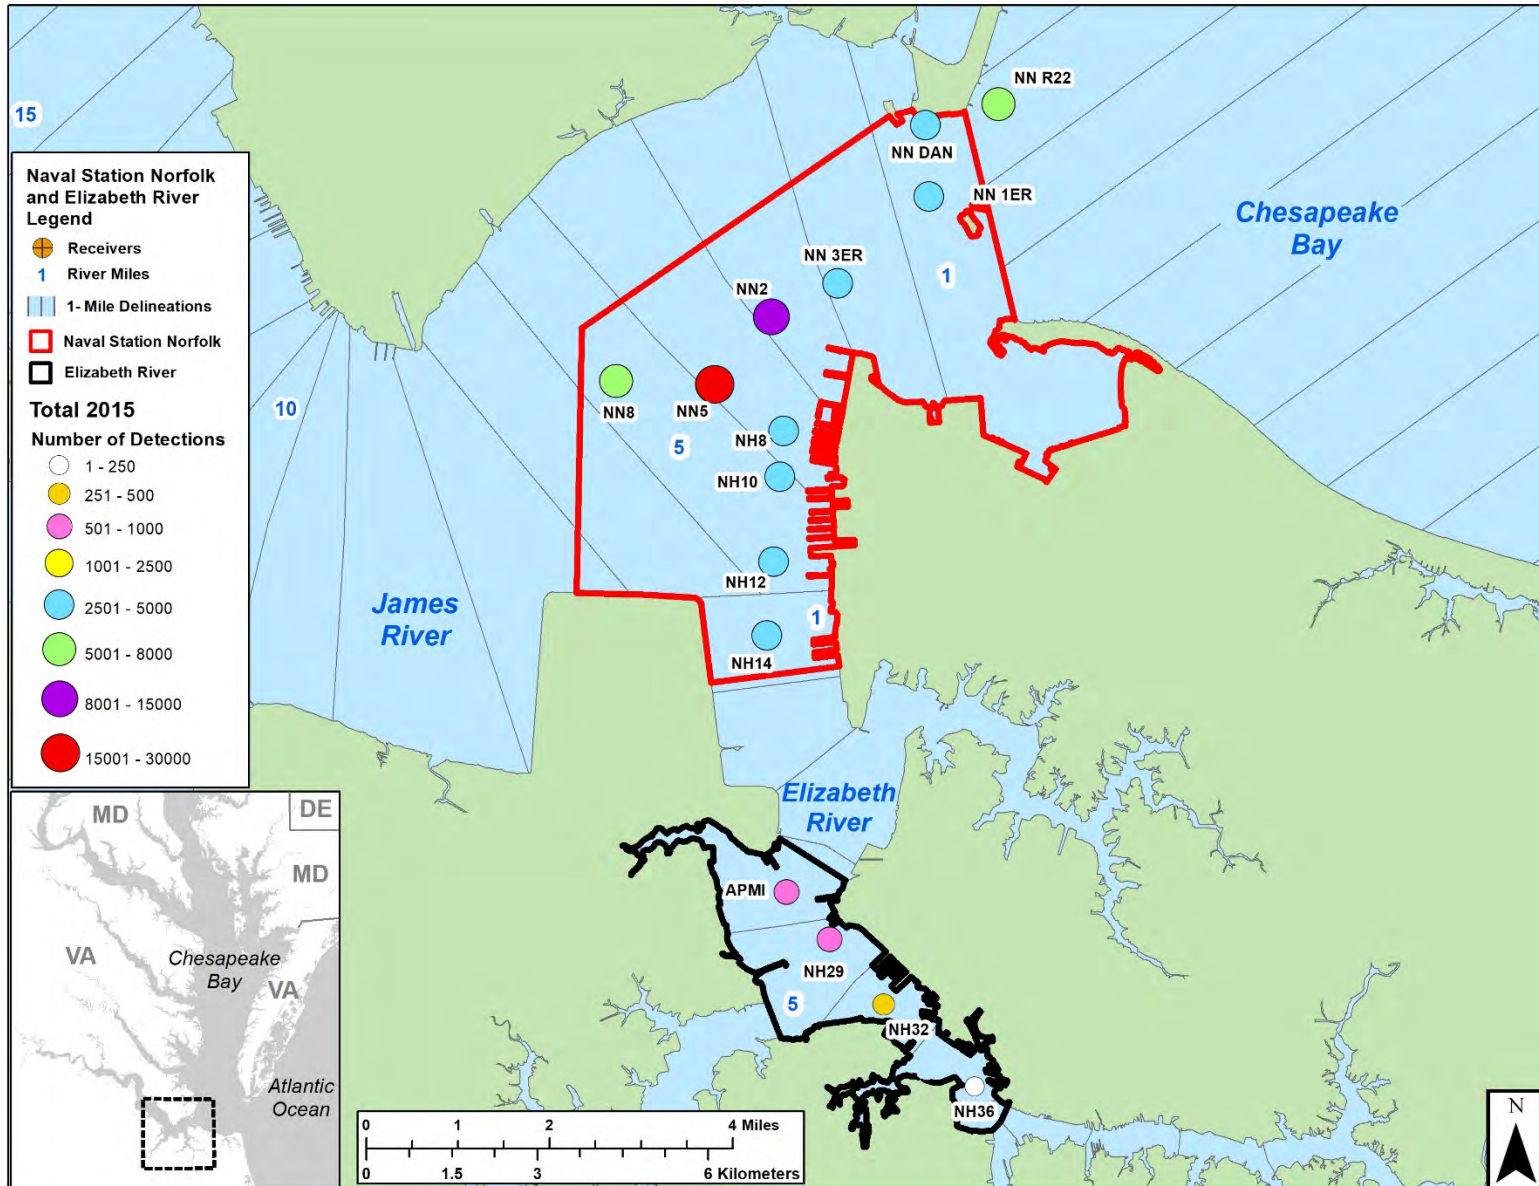 15
NN R22
NN DAN
NN 1ER
Chesapeake
Bay
NN 3ER
1
NN2
NN8
NN5
NH8
5
NH10
10
NH12
James
River
1
NH14
Elizabeth
River
APMI
NH29
5
NH32
NH36
Naval Station Norfolk
and Elizabeth River
Legend
Receivers
1 River Miles
1- Mile Delineations
Naval Station Norfolk
Elizabeth River
Total 2015
Number of Detections
1 - 250
251 - 500
501 - 1000
1001 - 2500
2501 - 5000
5001 - 8000
8001 - 15000
15001 - 30000
MD
DE
MD
VA
Chesapeake
Bay
VA
Atlantic
Ocean
0 1 2 4 Miles
0 1.5 3 6 Kilometers
N